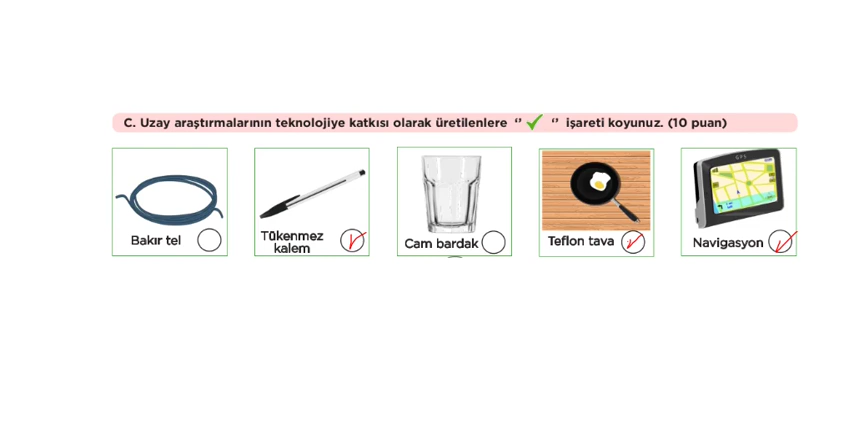 C. Uzay araştırmalarının teknolojiye katkısı olarak üretilenlere ‘’ ✓ ‘’ işareti koyunuz. (10 puan)
GPS
Bakır tel
Tükenmez
kalem
Cam bardak
Teflon tava
Navigasyon